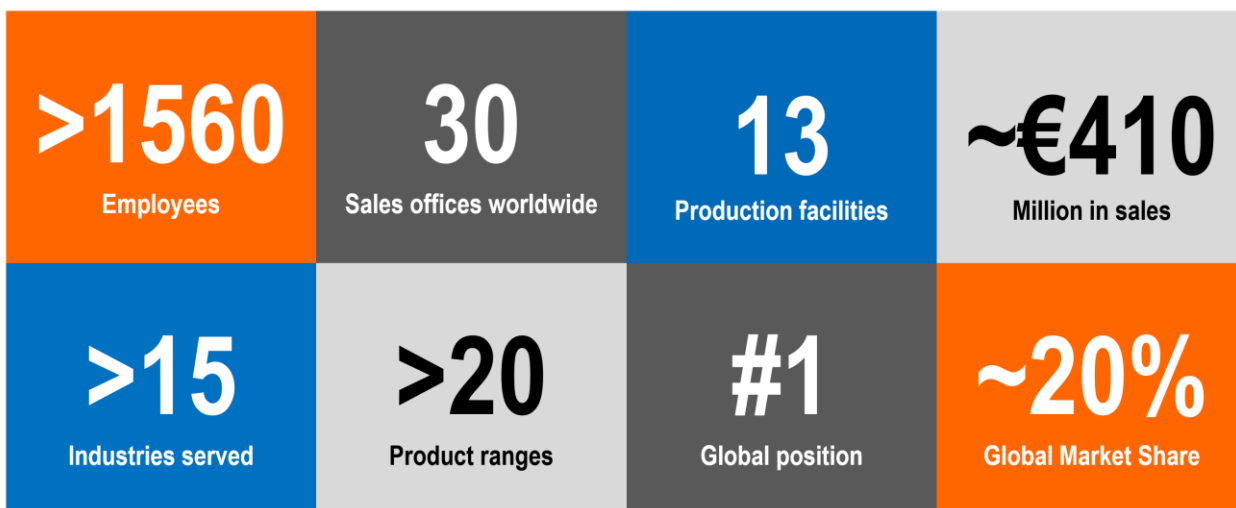 >1560
Employees
30
Sales offices worldwide
13
Production facilities
~€410
Million in sales
>15
Industries served
>20
Product ranges
#1
Global position
~20%
Global Market Share